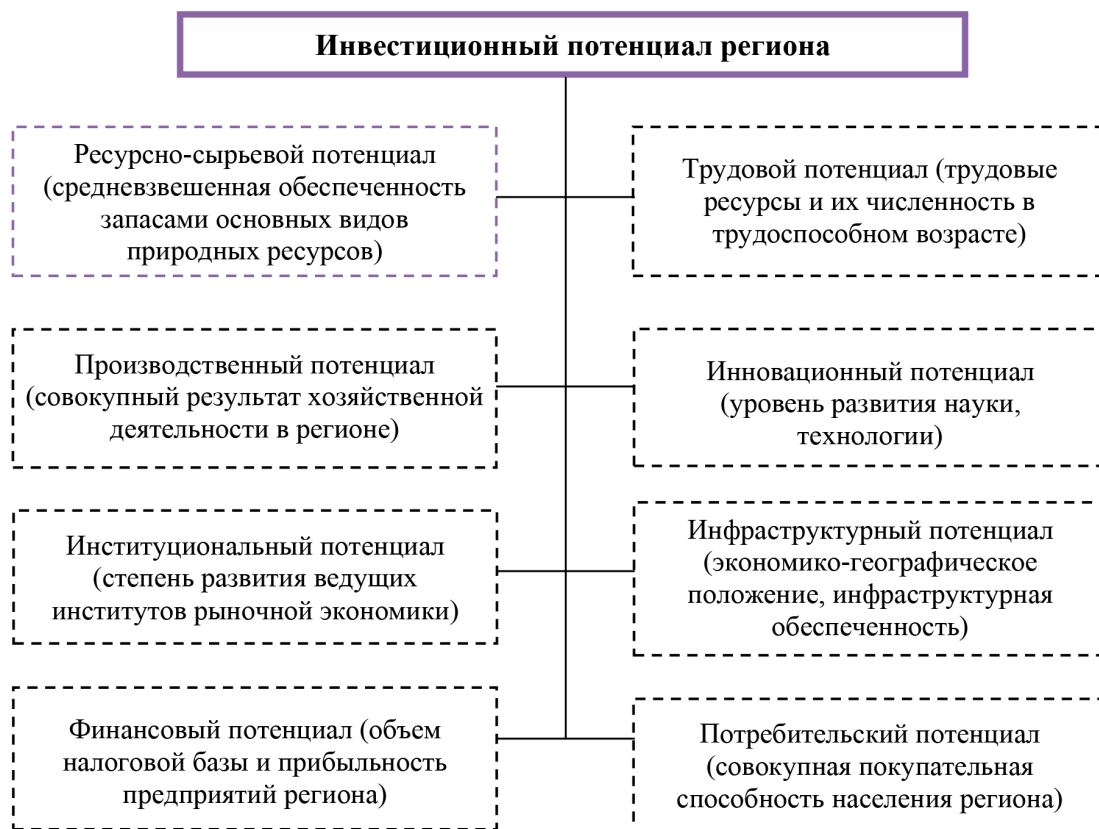 Инвестиционный потенциал региона
Ресурсно-сырьевой потенциал
(средневзвешенная обеспеченность
запасами основных видов
природных ресурсов)
Трудовой потенциал (трудовые
ресурсы и их численность в
трудоспособном возрасте)
Производственный потенциал
(совокупный результат хозяйственной
деятельности в регионе)
Инновационный потенциал
(уровень развития науки,
технологии)
Институциональный потенциал
(степень развития ведущих
институтов рыночной экономики)
Инфраструктурный потенциал
(экономико-географическое
положение, инфраструктурная
обеспеченность)
Финансовый потенциал (объем
налоговой базы и прибыльность
предприятий региона)
Потребительский потенциал
(совокупная покупательная
способность населения региона)